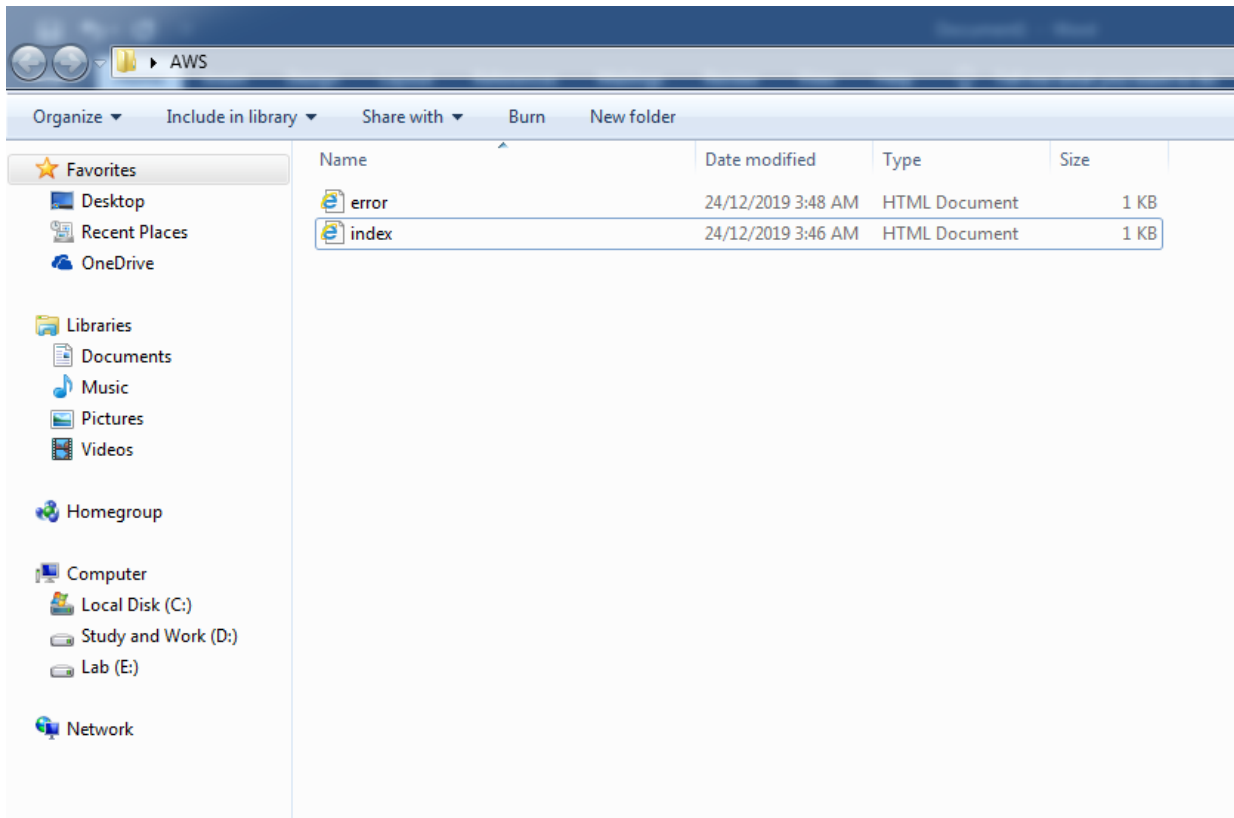 AWS
Organize Include in library Share with Burn New folder
Favorites
Desktop
Recent Places
OneDrive
Libraries
Documents
Music
Pictures
Videos
Homegroup
Computer
Local Disk (C:)
Study and Work (D:)
Lab (E:)
Network
Name Date modified Type Size
error 24/12/2019 3:48 AM HTML Document 1 KB
index 24/12/2019 3:46 AM HTML Document 1 KB